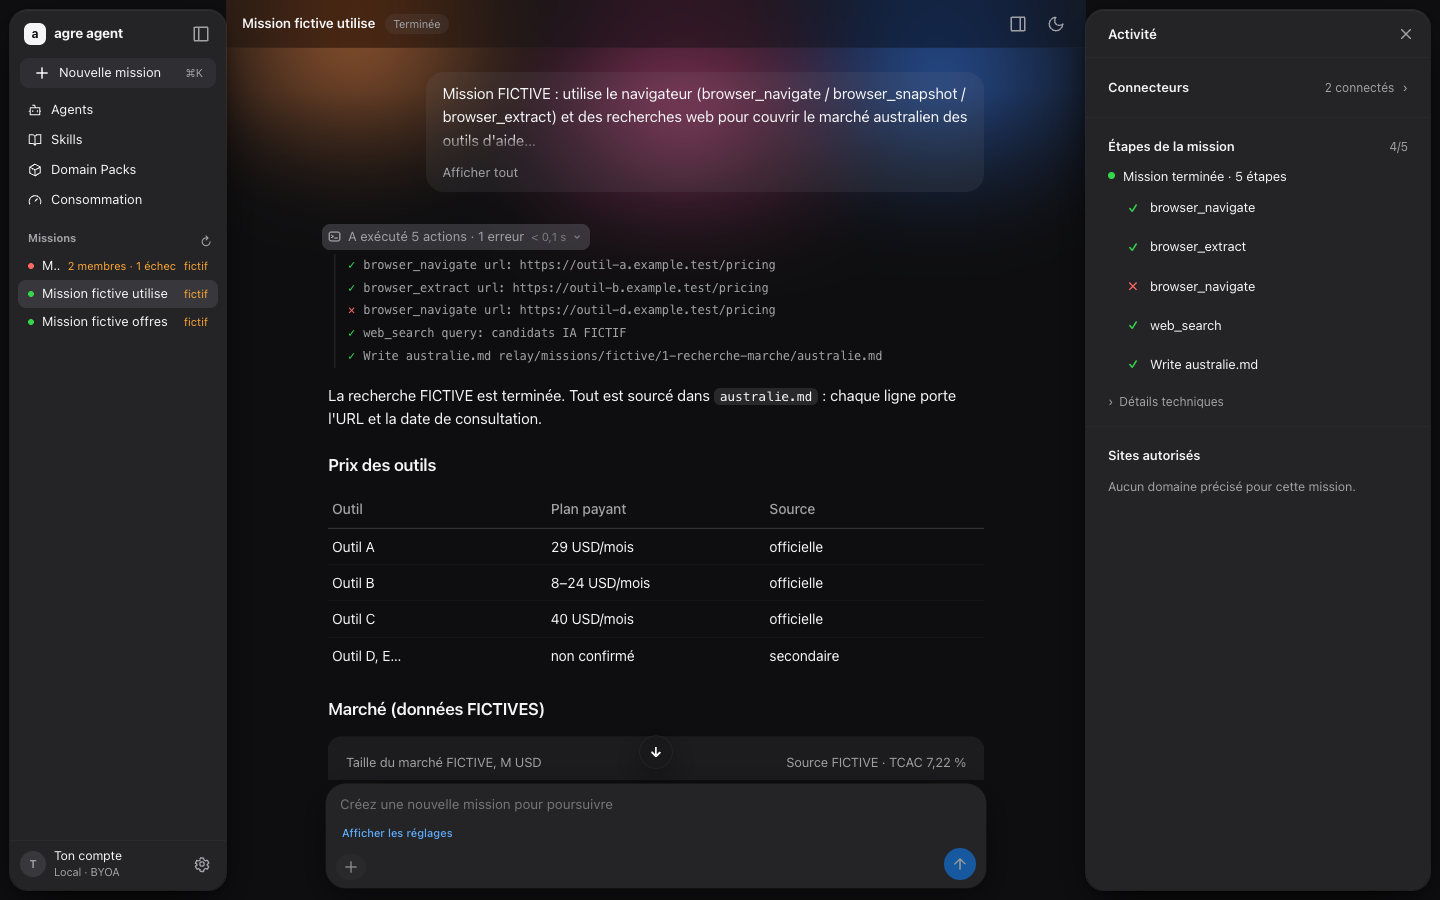 a agre agent
Nouvelle mission ⌘K
Agents
Skills
Domain Packs
Consommation
Missions
M.. 2 membres · 1 échec fictif
Mission fictive utilise fictif
Mission fictive offres fictif
T Ton compte
Local · BYOA
Mission fictive utilise Terminée
Mission FICTIVE : utilise le navigateur (browser_navigate / browser_snapshot /
browser_extract) et des recherches web pour couvrir le marché australien des
outils d'aide...
Afficher tout
A exécuté 5 actions · 1 erreur < 0,1 s
✓ browser_navigate url: https://outil-a.example.test/pricing
✓ browser_extract url: https://outil-b.example.test/pricing
✕ browser_navigate url: https://outil-d.example.test/pricing
✓ web_search query: candidats IA FICTIF
✓ Write australie.md relay/missions/fictive/1-recherche-marche/australie.md
La recherche FICTIVE est terminée. Tout est sourcé dans australie.md : chaque ligne porte
l'URL et la date de consultation.
Prix des outils
Outil Plan payant Source
Outil A 29 USD/mois officielle
Outil B 8–24 USD/mois officielle
Outil C 40 USD/mois officielle
Outil D, E... non confirmé secondaire
Marché (données FICTIVES)
Taille du marché FICTIVE, M USD Source FICTIVE · TCAC 7,22 %
Créez une nouvelle mission pour poursuivre
Afficher les réglages
Activité
Connecteurs 2 connectés ›
Étapes de la mission 4/5
Mission terminée · 5 étapes
✓ browser_navigate
✓ browser_extract
✕ browser_navigate
✓ web_search
✓ Write australie.md
› Détails techniques
Sites autorisés
Aucun domaine précisé pour cette mission.